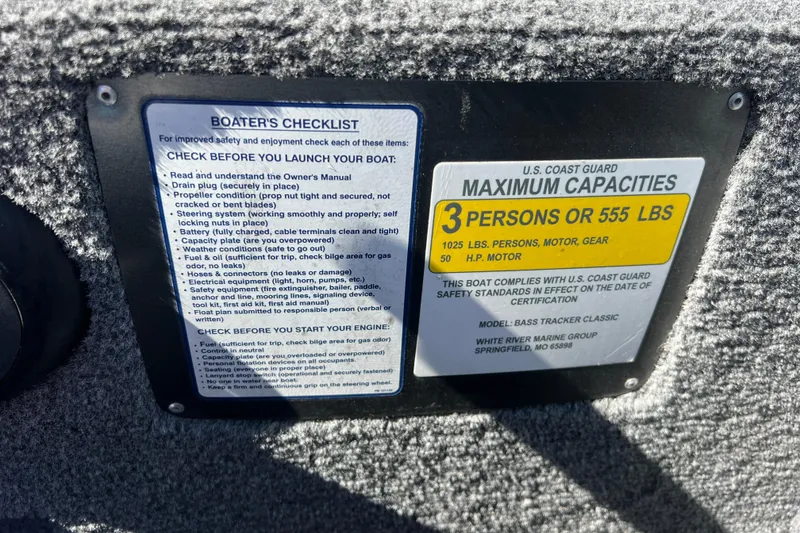 BOATER'S CHECKLIST
For improved safety and enjoyment check each of these items:
CHECK BEFORE YOU LAUNCH YOUR BOAT:
• Read and understand the Owner's Manual
• Drain plug (securely in place)
• Propeller condition (prop nut tight and secured, not
cracked or bent blades)
• Steering system (working smoothly and properly; self
locking nuts in place)
• Battery (fully charged, cable terminals clean and tight)
• Capacity plate (are you overpowered)
• Weather conditions (safe to go out)
• Fuel & oil (sufficient for trip, check bilge area for gas
odor, no leaks)
• Hoses & connectors (no leaks or damage)
• Electrical equipment (light, horn, pumps, etc.)
• Safety equipment (fire extinguisher, bailer, paddle,
anchor and line, mooring lines, signaling device,
tool kit, first aid kit, first aid manual)
• Float plan submitted to responsible person (verbal or
written)
CHECK BEFORE YOU START YOUR ENGINE:
• Fuel (sufficient for trip, check bilge area for gas odor)
• Control in neutral
• Capacity plate (are you overloaded or overpowered)
• Personal flotation devices on all occupants.
• Seating (everyone in proper place)
• Lanyard stop switch (operational and securely fastened)
• No one in water near boat.
• Keep a firm and continuous grip on the steering wheel.
U.S. COAST GUARD
MAXIMUM CAPACITIES
3 PERSONS OR 555 LBS
1025 LBS. PERSONS, MOTOR, GEAR
50 H.P. MOTOR
THIS BOAT COMPLIES WITH U.S. COAST GUARD
SAFETY STANDARDS IN EFFECT ON THE DATE OF
CERTIFICATION
MODEL: BASS TRACKER CLASSIC
WHITE RIVER MARINE GROUP
SPRINGFIELD, MO 65898